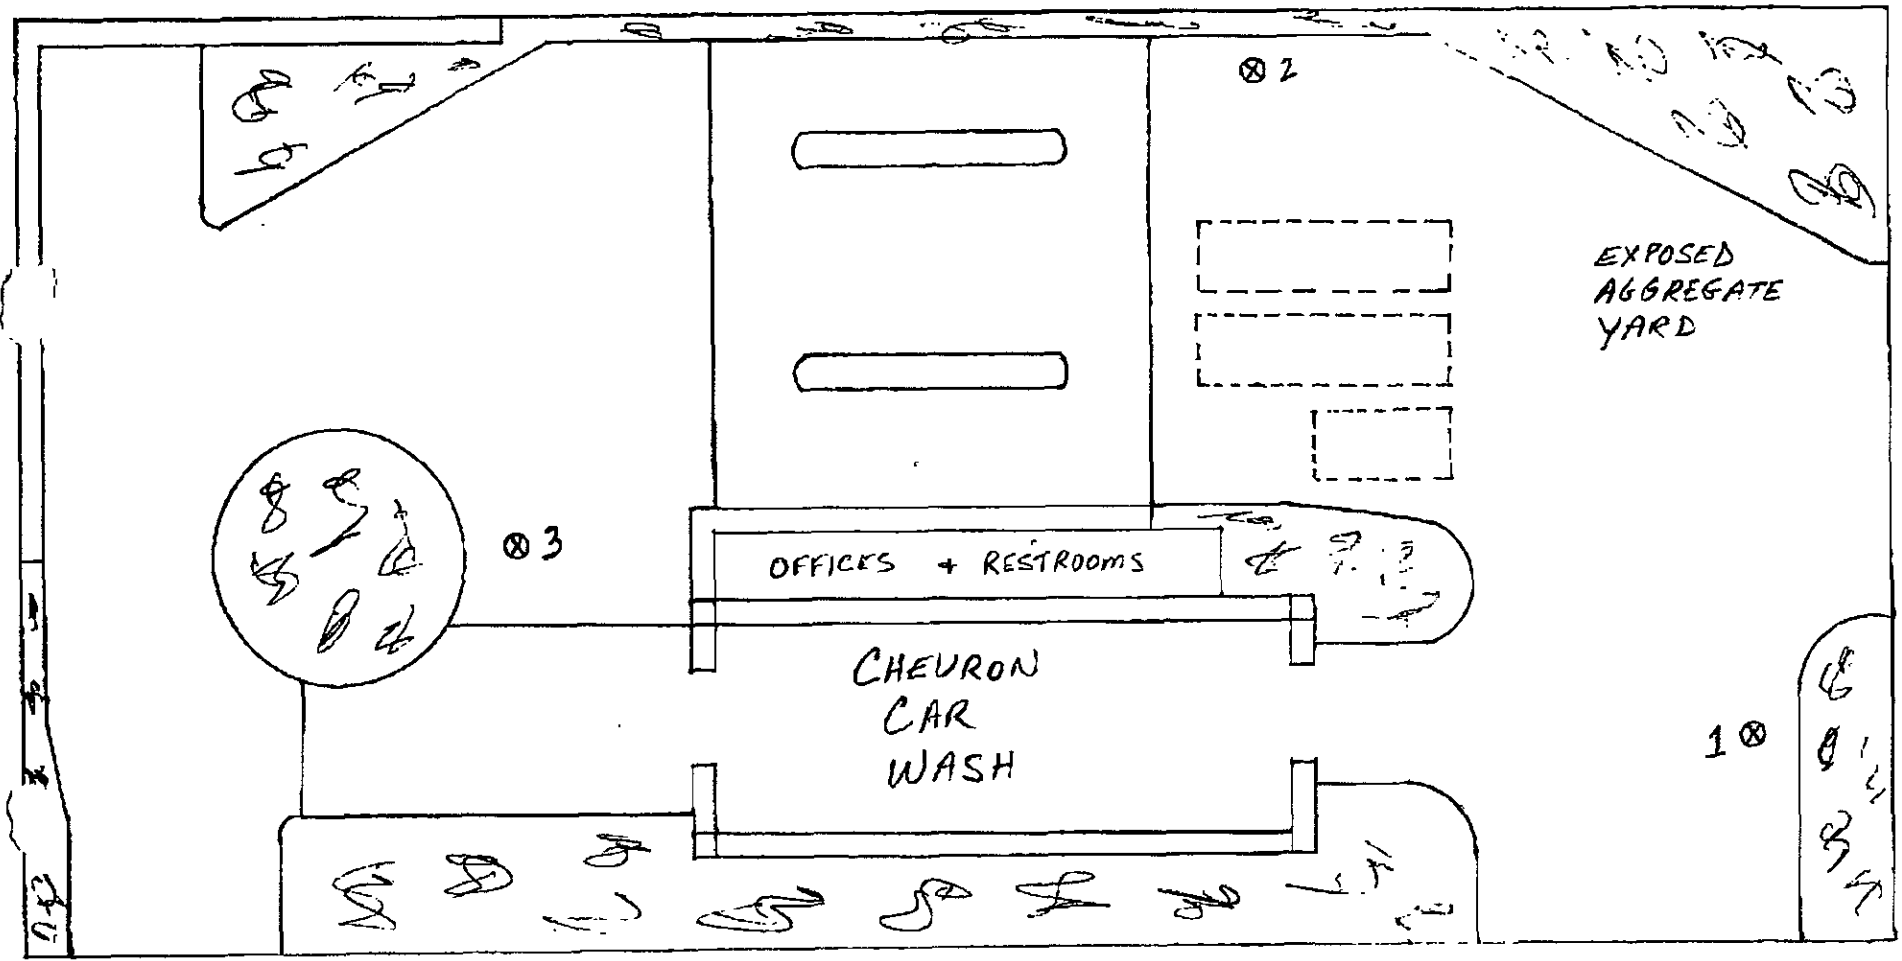 2
EXPOSED
AGGREGATE
YARD
3
OFFICES + RESTROOMS
CHEVRON
CAR
WASH
1